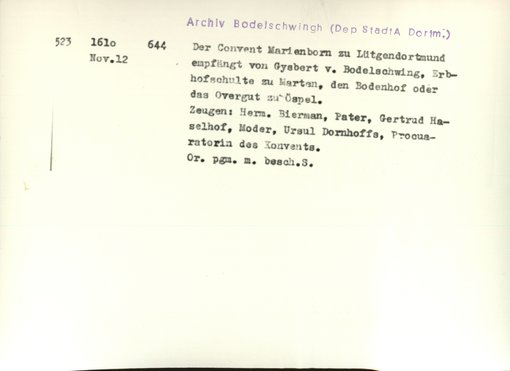 Archiv Bodelschwingh (Dep StadtA Dortm.)
523 161o 644 Der Convent Marienborn zu Lütgendortmund
Nov.12 empfängt von Gysbert v. Bodelschwing, Erb-
hofschulte zu Marten, den Bodenhof oder
das Overgut zu Öspel.
Zeugen: Herm. Bierman, Pater, Gertrud Ha-
selhof, Moder, Ursul Dornhoffs, Procua-
ratorin des Konvents.
Or. pgm. m. besch.S.